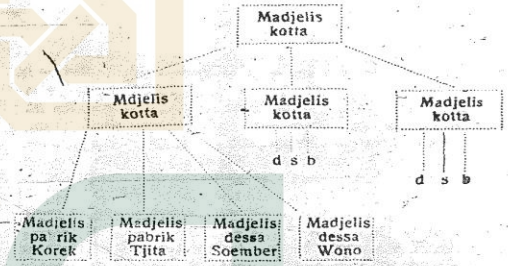 Madjelis
kotta
Mdjelis
kotta
Madjelis
kotta
Madjelis
kotta
d s b
d s b
Madjelis
pa rik
Korek
Madjelis
pabrik
Tjita
Madjelis
dessa
Soember
Madjelis
dessa
Wono